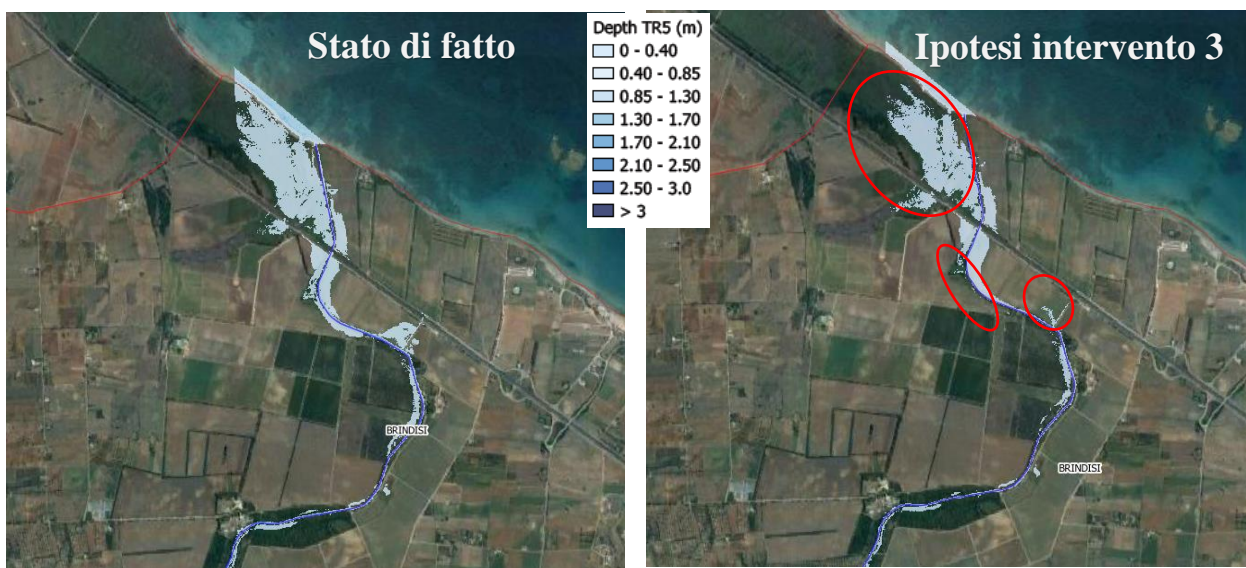 Stato di fatto
Depth TR5 (m)
0 - 0.40
0.40 - 0.85
0.85 - 1.30
1.30 - 1.70
1.70 - 2.10
2.10 - 2.50
2.50 - 3.0
> 3
Ipotesi intervento 3
BRINDISI
BRINDISI